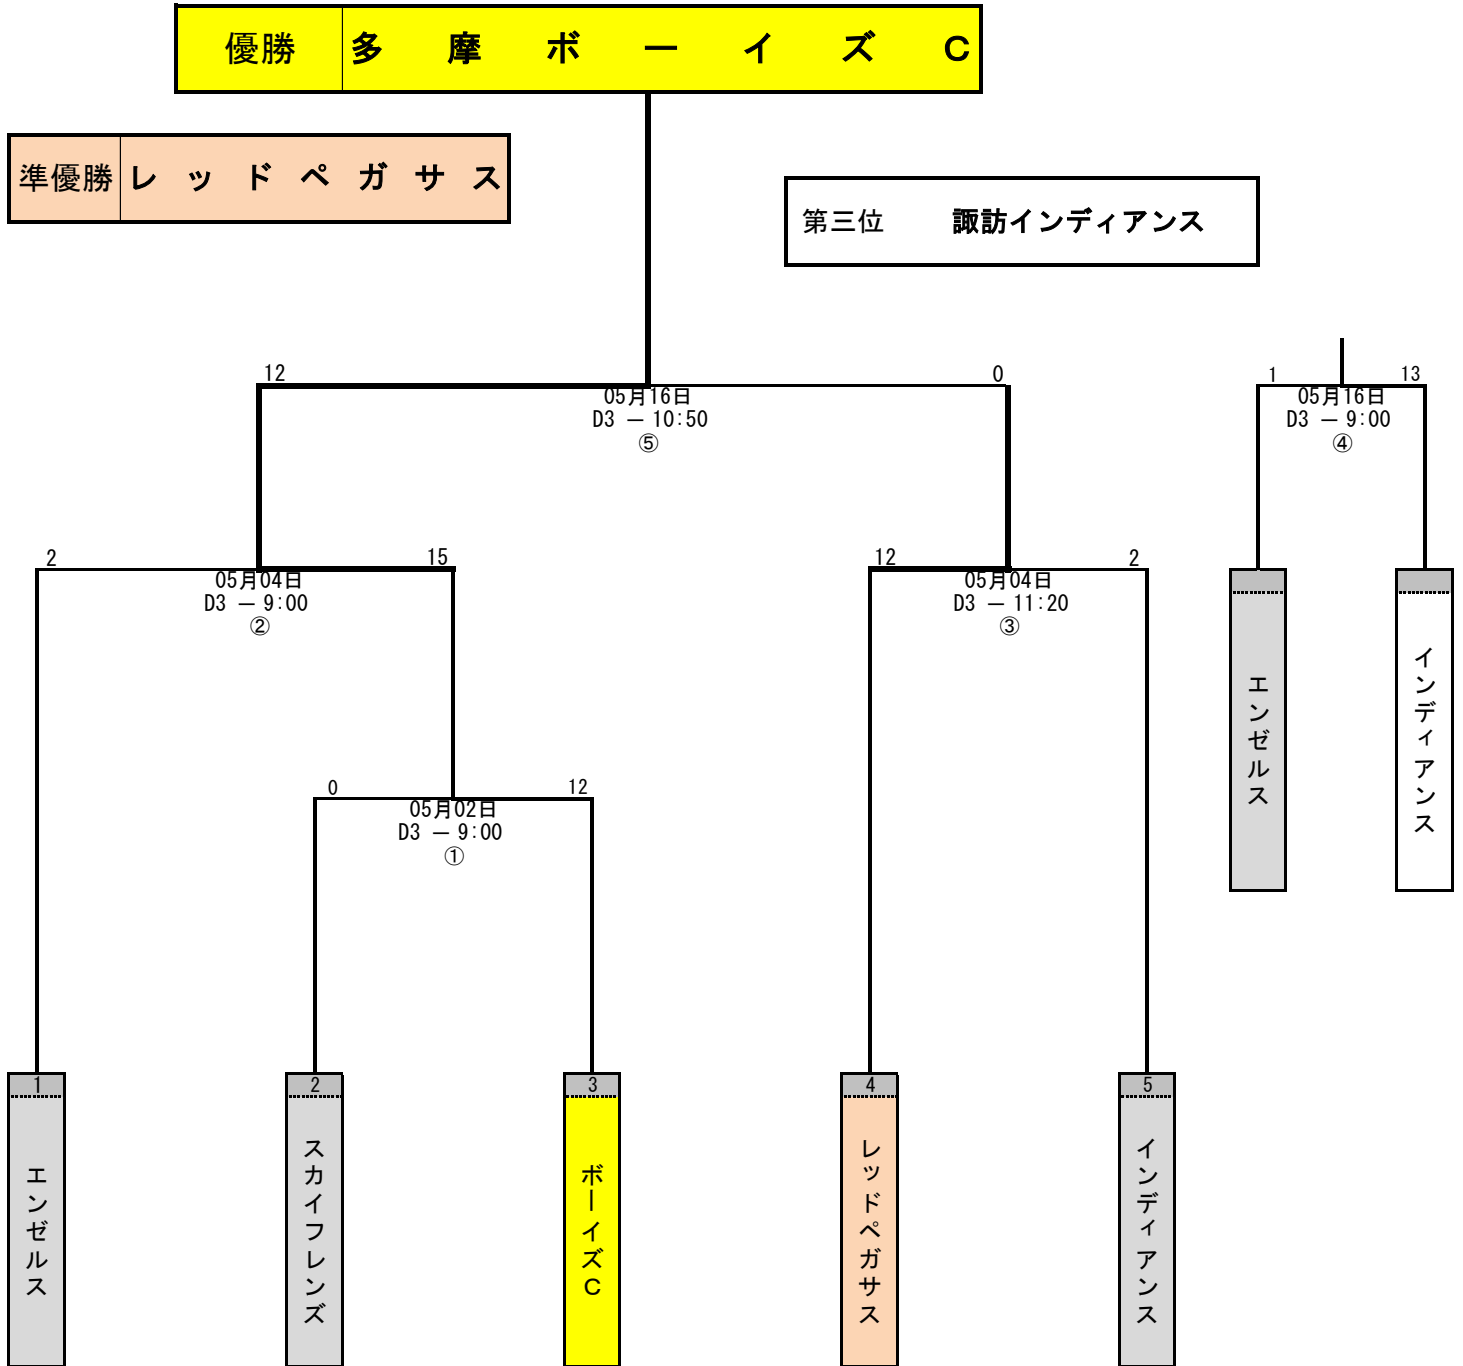 優勝 多摩ボーイズC
準優勝 レッドペガサス
第三位 諏訪インディアンス
12 0
05月16日
D3 ― 10:50
⑤
1 13
05月16日
D3 ― 9:00
④
2 15
05月04日
D3 ― 9:00
②
12 2
05月04日
D3 ― 11:20
③
エンゼルス
インディアンス
0 12
05月02日
D3 ― 9:00
①
1
エンゼルス
2
スカイフレンズ
3
ボーイズC
4
レッドペガサス
5
インディアンス